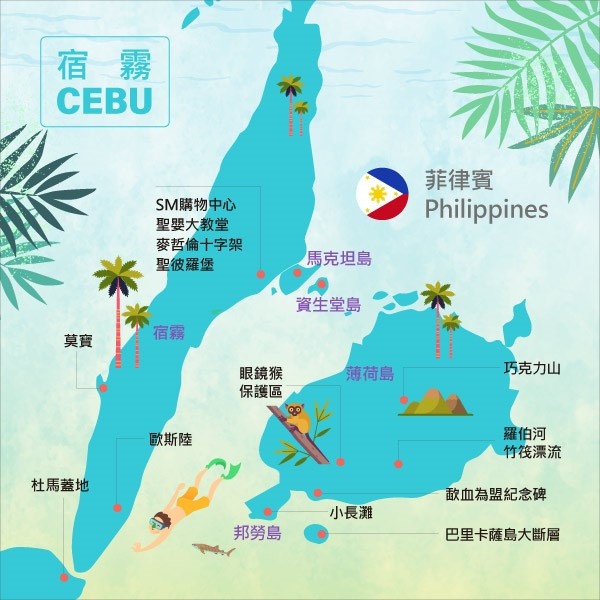 宿霧
CEBU
菲律賓
Philippines
SM購物中心
聖嬰大教堂
麥哲倫十字架
聖彼羅堡
馬克坦島
資生堂島
宿霧
莫寶
眼鏡猴
保護區
薄荷島
巧克力山
歐斯陸
羅伯河
竹筏漂流
杜馬蓋地
歃血為盟紀念碑
小長灘
邦勞島
巴里卡薩島大斷層